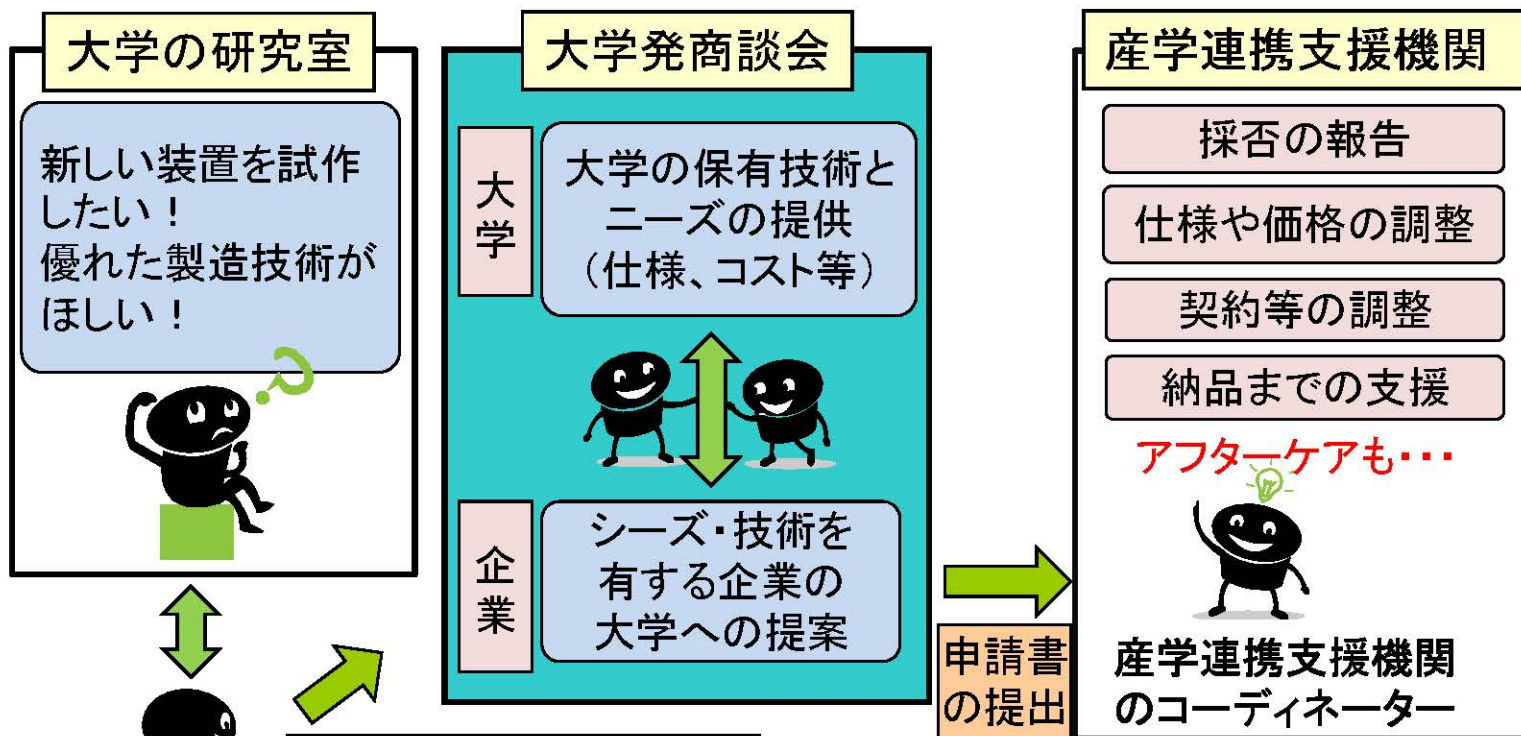 大学の研究室
新しい装置を試作
したい！
優れた製造技術が
ほしい！
大学発商談会
大学
大学の保有技術と
ニーズの提供
（仕様、コスト等）
企業
シーズ・技術を
有する企業の
大学への提案
申請書
の提出
産学連携支援機関
採否の報告
仕様や価格の調整
契約等の調整
納品までの支援
アフターケアも・・・
産学連携支援機関
のコーディネーター